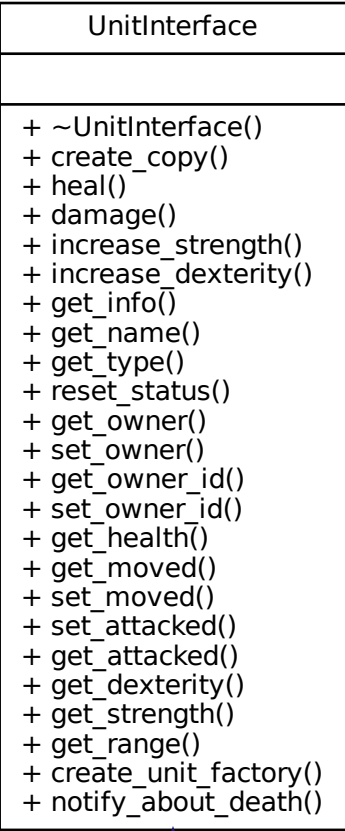 UnitInterface
+ ~UnitInterface()
+ create_copy()
+ heal()
+ damage()
+ increase_strength()
+ increase_dexterity()
+ get_info()
+ get_name()
+ get_type()
+ reset_status()
+ get_owner()
+ set_owner()
+ get_owner_id()
+ set_owner_id()
+ get_health()
+ get_moved()
+ set_moved()
+ set_attacked()
+ get_attacked()
+ get_dexterity()
+ get_strength()
+ get_range()
+ create_unit_factory()
+ notify_about_death()